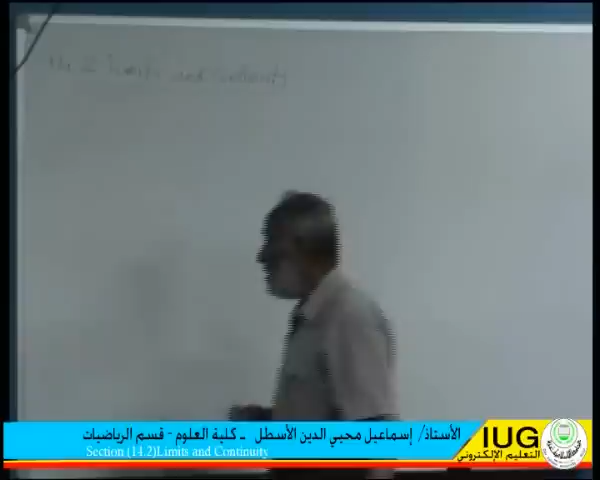 14.2 Limits and Continuity
الأستاذ/ إسماعيل محيي الدين الأسطل - كلية العلوم - قسم الرياضيات
Section (14.2)Limits and Continuity
IUG
التعليم الإلكتروني